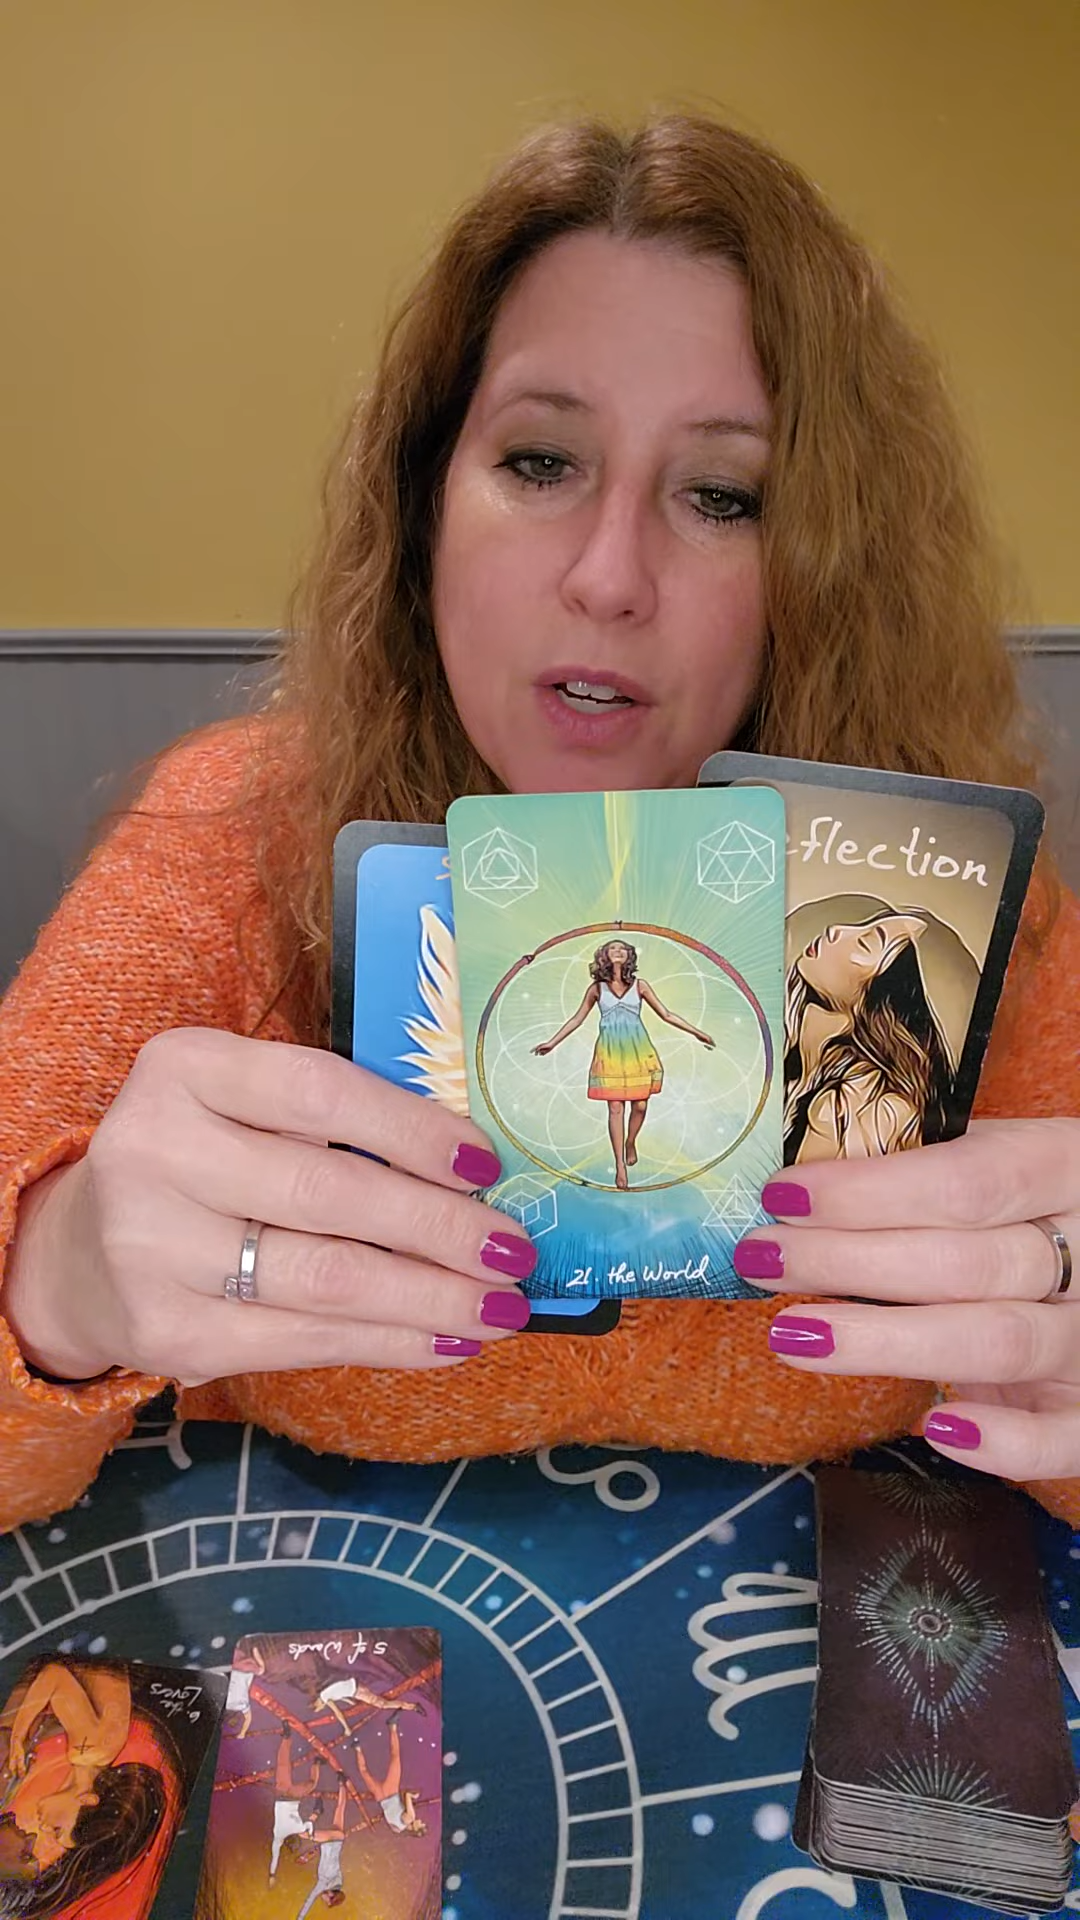 eflection
21. the World
5 of Wands
6. the
Lovers